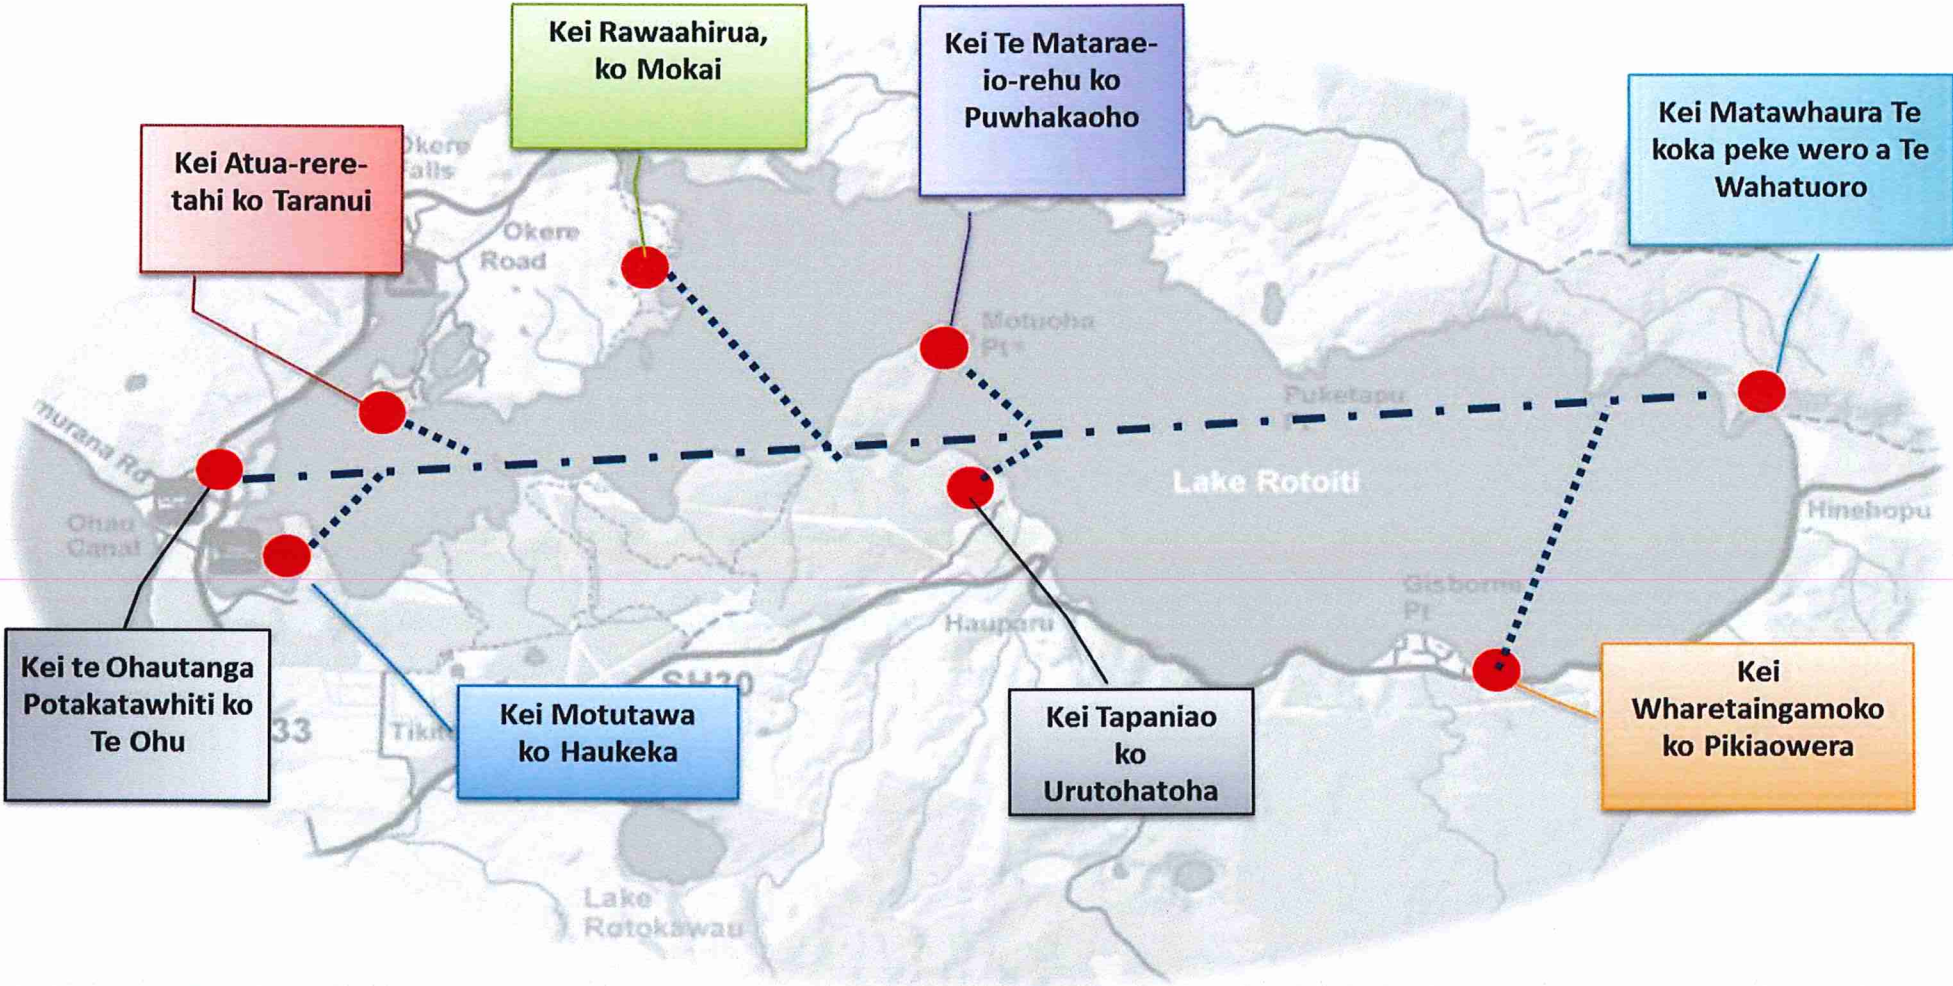 Kei Rawaahirua,
ko Mokai
Kei Te Matarae-
io-rehu ko
Puwhakaoho
Kei Matawhaura Te
koka peke wero a Te
Wahatuoro
Kei Atua-rere-
tahi ko Taranui
Okere
Falls
Okere
Road
Motuoha
Pt
Puketapu
murana Rd
Lake Rotoiti
Hinehopu
Ohau
Canal
Gisborne
Pt
Hauparu
Kei te Ohautanga
Potakatawhiti ko
Te Ohu
33
SH30
Kei Motutawa
ko Haukeka
Kei Tapaniao
ko
Urutohatoha
Kei
Wharetaingamoko
ko Pikiaowera
Lake
Rotokawau